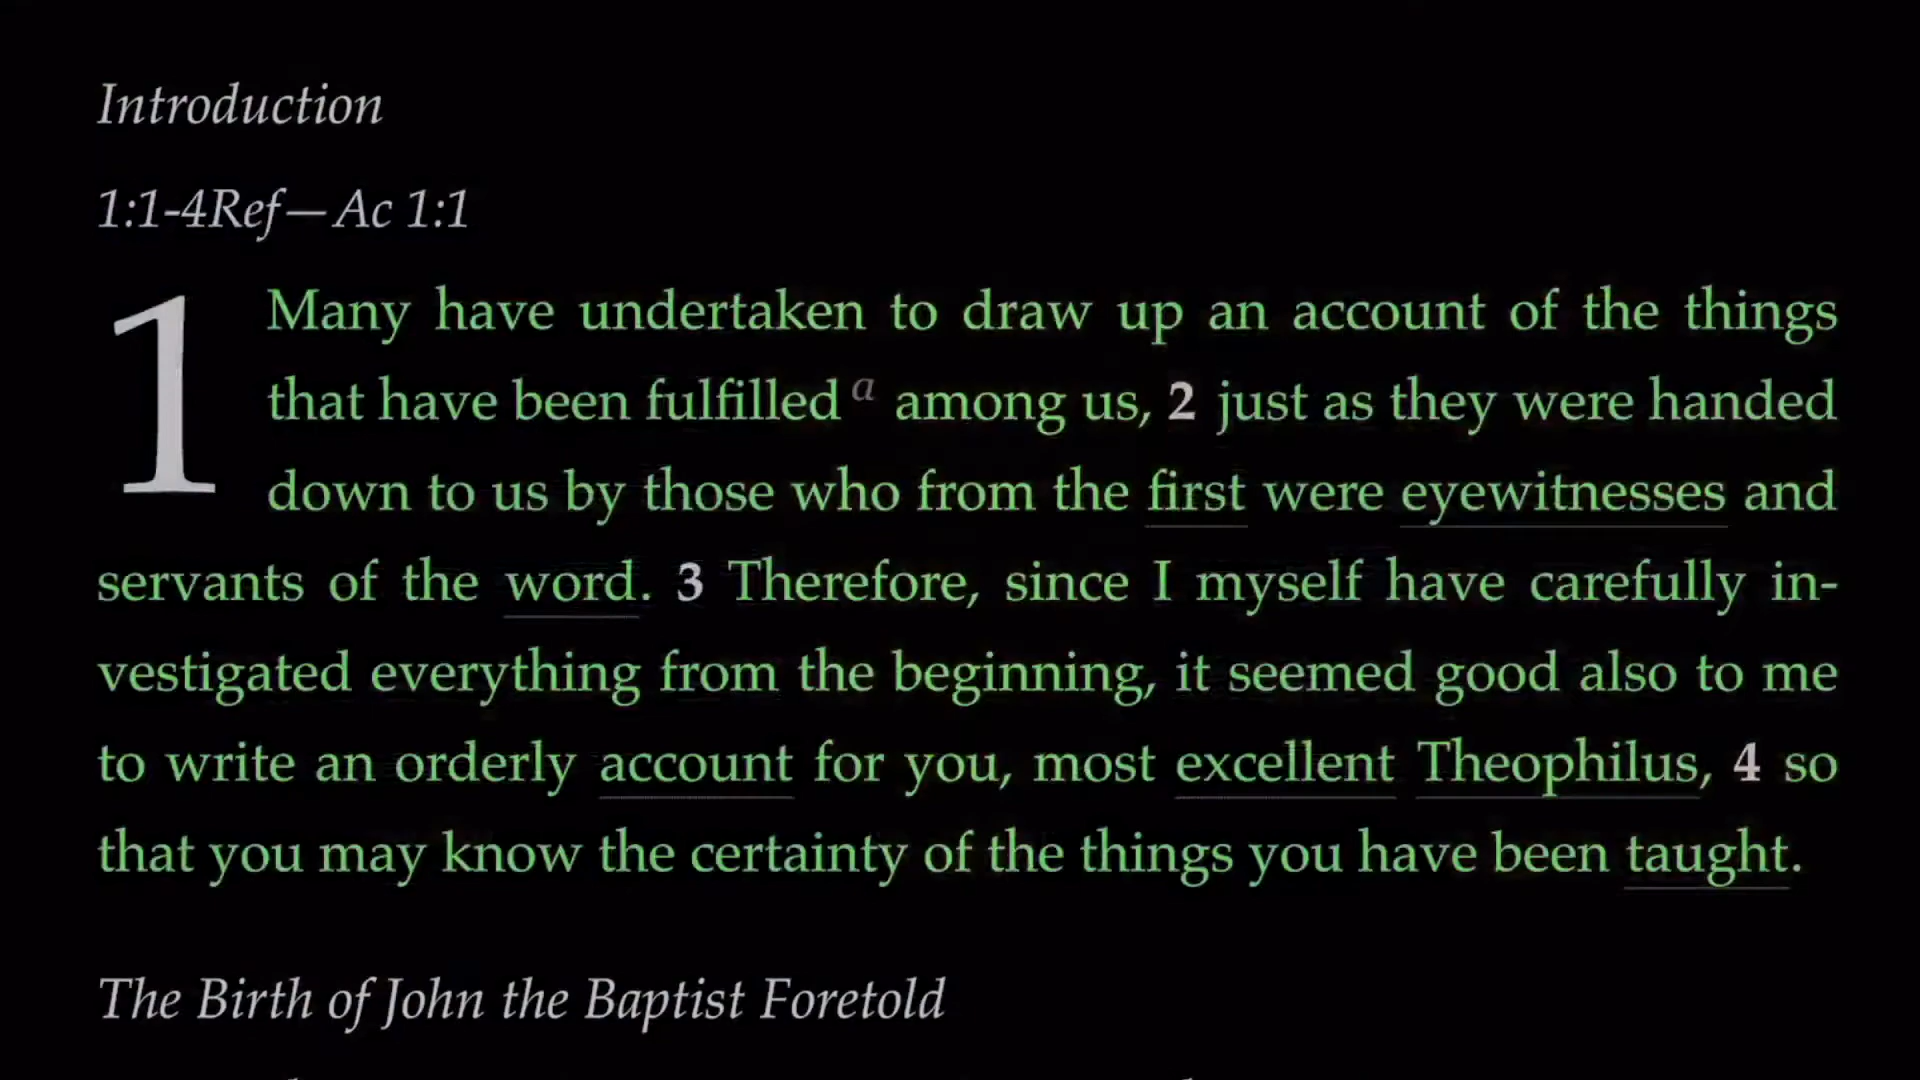 Introduction
1:1-4Ref—Ac 1:1
1 Many have undertaken to draw up an account of the things
that have been fulfilled a among us, 2 just as they were handed
down to us by those who from the first were eyewitnesses and
servants of the word. 3 Therefore, since I myself have carefully in-
vestigated everything from the beginning, it seemed good also to me
to write an orderly account for you, most excellent Theophilus, 4 so
that you may know the certainty of the things you have been taught.
The Birth of John the Baptist Foretold